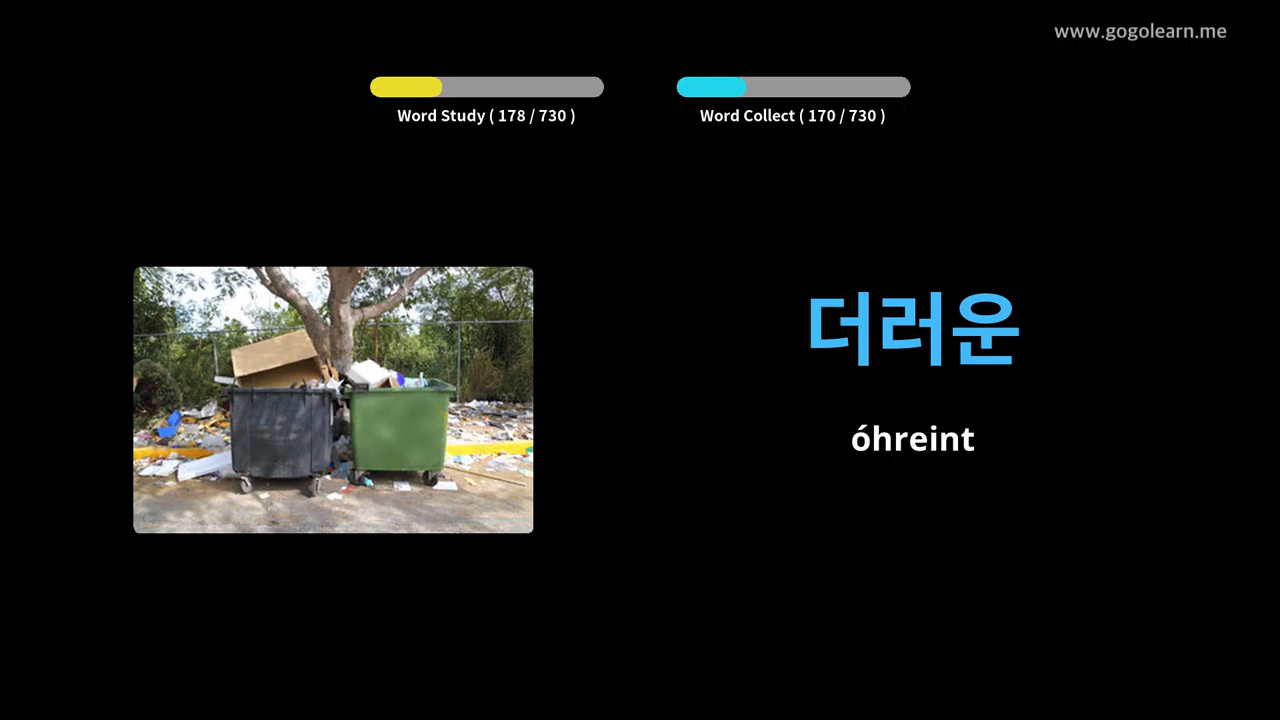 www.gogolearn.me
Word Study ( 178 / 730 )
Word Collect ( 170 / 730 )
더러운
óhreint